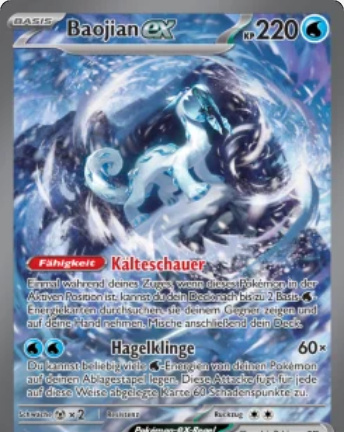 BASIS Baojian ex KP 220
Fähigkeit Kälteschauer
Einmal während deines Zuges, wenn dieses Pokémon in der
Aktiven Position ist, kannst du dein Deck nach bis zu 2 Basis-
Energiekarten durchsuchen, sie deinem Gegner zeigen und
auf deine Hand nehmen. Mische anschließend dein Deck.
Hagelklinge 60×
Du kannst beliebig viele -Energien von deinen Pokémon
auf deinen Ablagestapel legen. Diese Attacke fügt für jede
auf diese Weise abgelegte Karte 60 Schadenspunkte zu.
Schwäche ×2 Resistenz Rückzug
Pokémon-ex-Regel